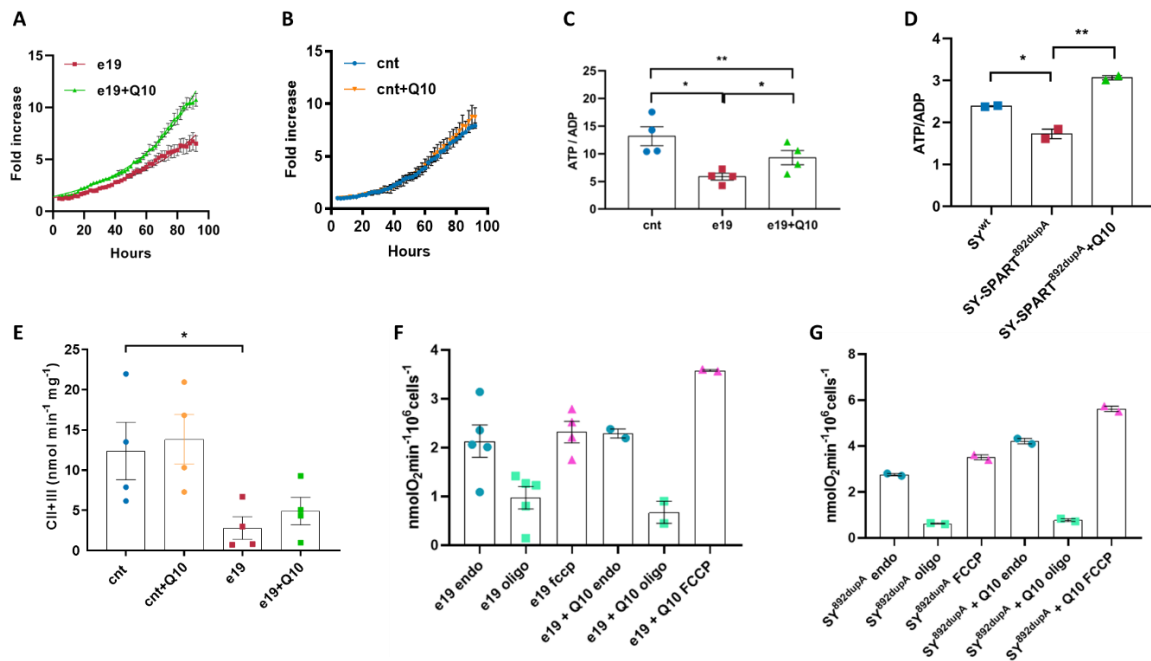 A
15
10
5
0
Fold increase
e19
e19+Q10
0 20 40 60 80 100
Hours
B
15
10
5
0
Fold increase
cnt
cnt+Q10
0 20 40 60 80 100
Hours
C
25
20
15
10
5
0
ATP / ADP
**
* *
cnt e19 e19+Q10
D
4
3
2
1
0
ATP/ADP
* **
SYwt
SY-SPART892dupA
SY-SPART892dupA+Q10
E
25
20
15
10
5
0
CII+III (nmol min-1 mg-1)
*
cnt
cnt+Q10
e19
e19+Q10
F
4
3
2
1
0
nmolO2min-1106cells-1
e19 endo
e19 oligo
e19 fccp
e19 + Q10 endo
e19 + Q10 oligo
e19 + Q10 FCCP
G
8
6
4
2
0
nmolO2min-1106cells-1
SY892dupA endo
SY892dupA oligo
SY892dupA FCCP
SY892dupA + Q10 endo
SY892dupA + Q10 oligo
SY892dupA + Q10 FCCP